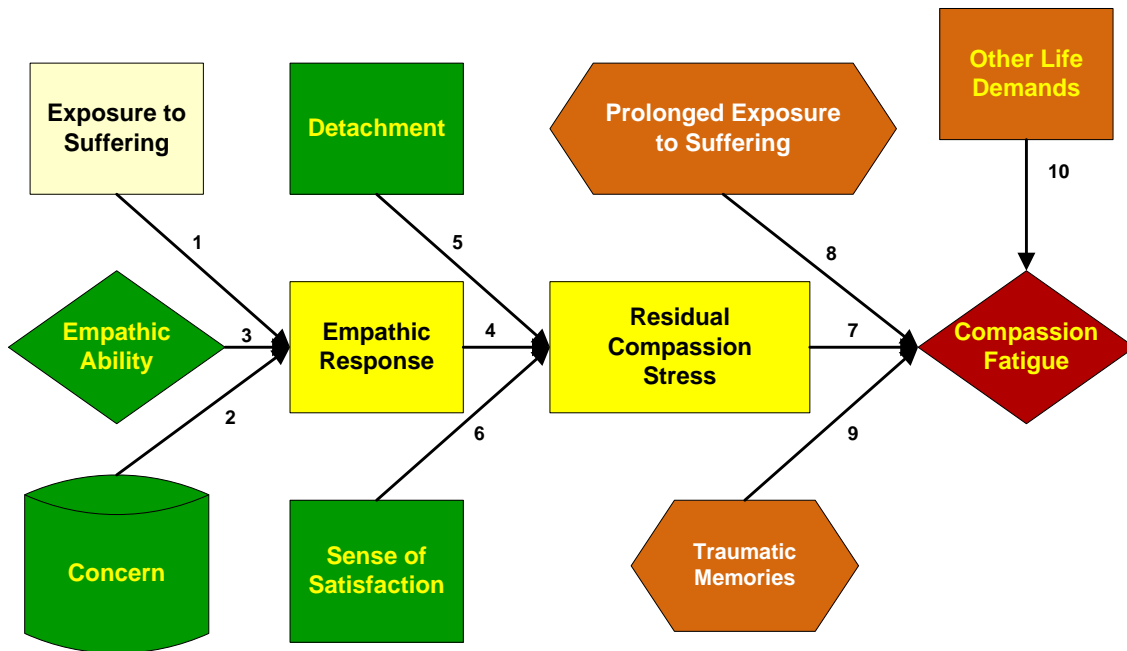 Exposure to
Suffering
Detachment
Prolonged Exposure
to Suffering
Other Life
Demands
1
5
8
10
Empathic
Ability
3
Empathic
Response
4
Residual
Compassion
Stress
7
Compassion
Fatigue
2
6
9
Concern
Sense of
Satisfaction
Traumatic
Memories